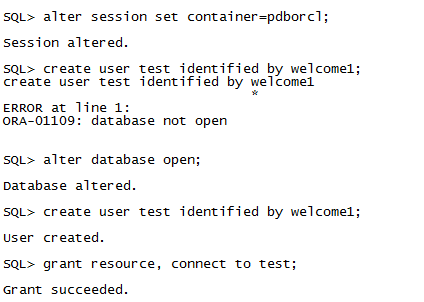 SQL> alter session set container=pdborcl;
Session altered.
SQL> create user test identified by welcome1;
create user test identified by welcome1
*
ERROR at line 1:
ORA-01109: database not open
SQL> alter database open;
Database altered.
SQL> create user test identified by welcome1;
User created.
SQL> grant resource, connect to test;
Grant succeeded.